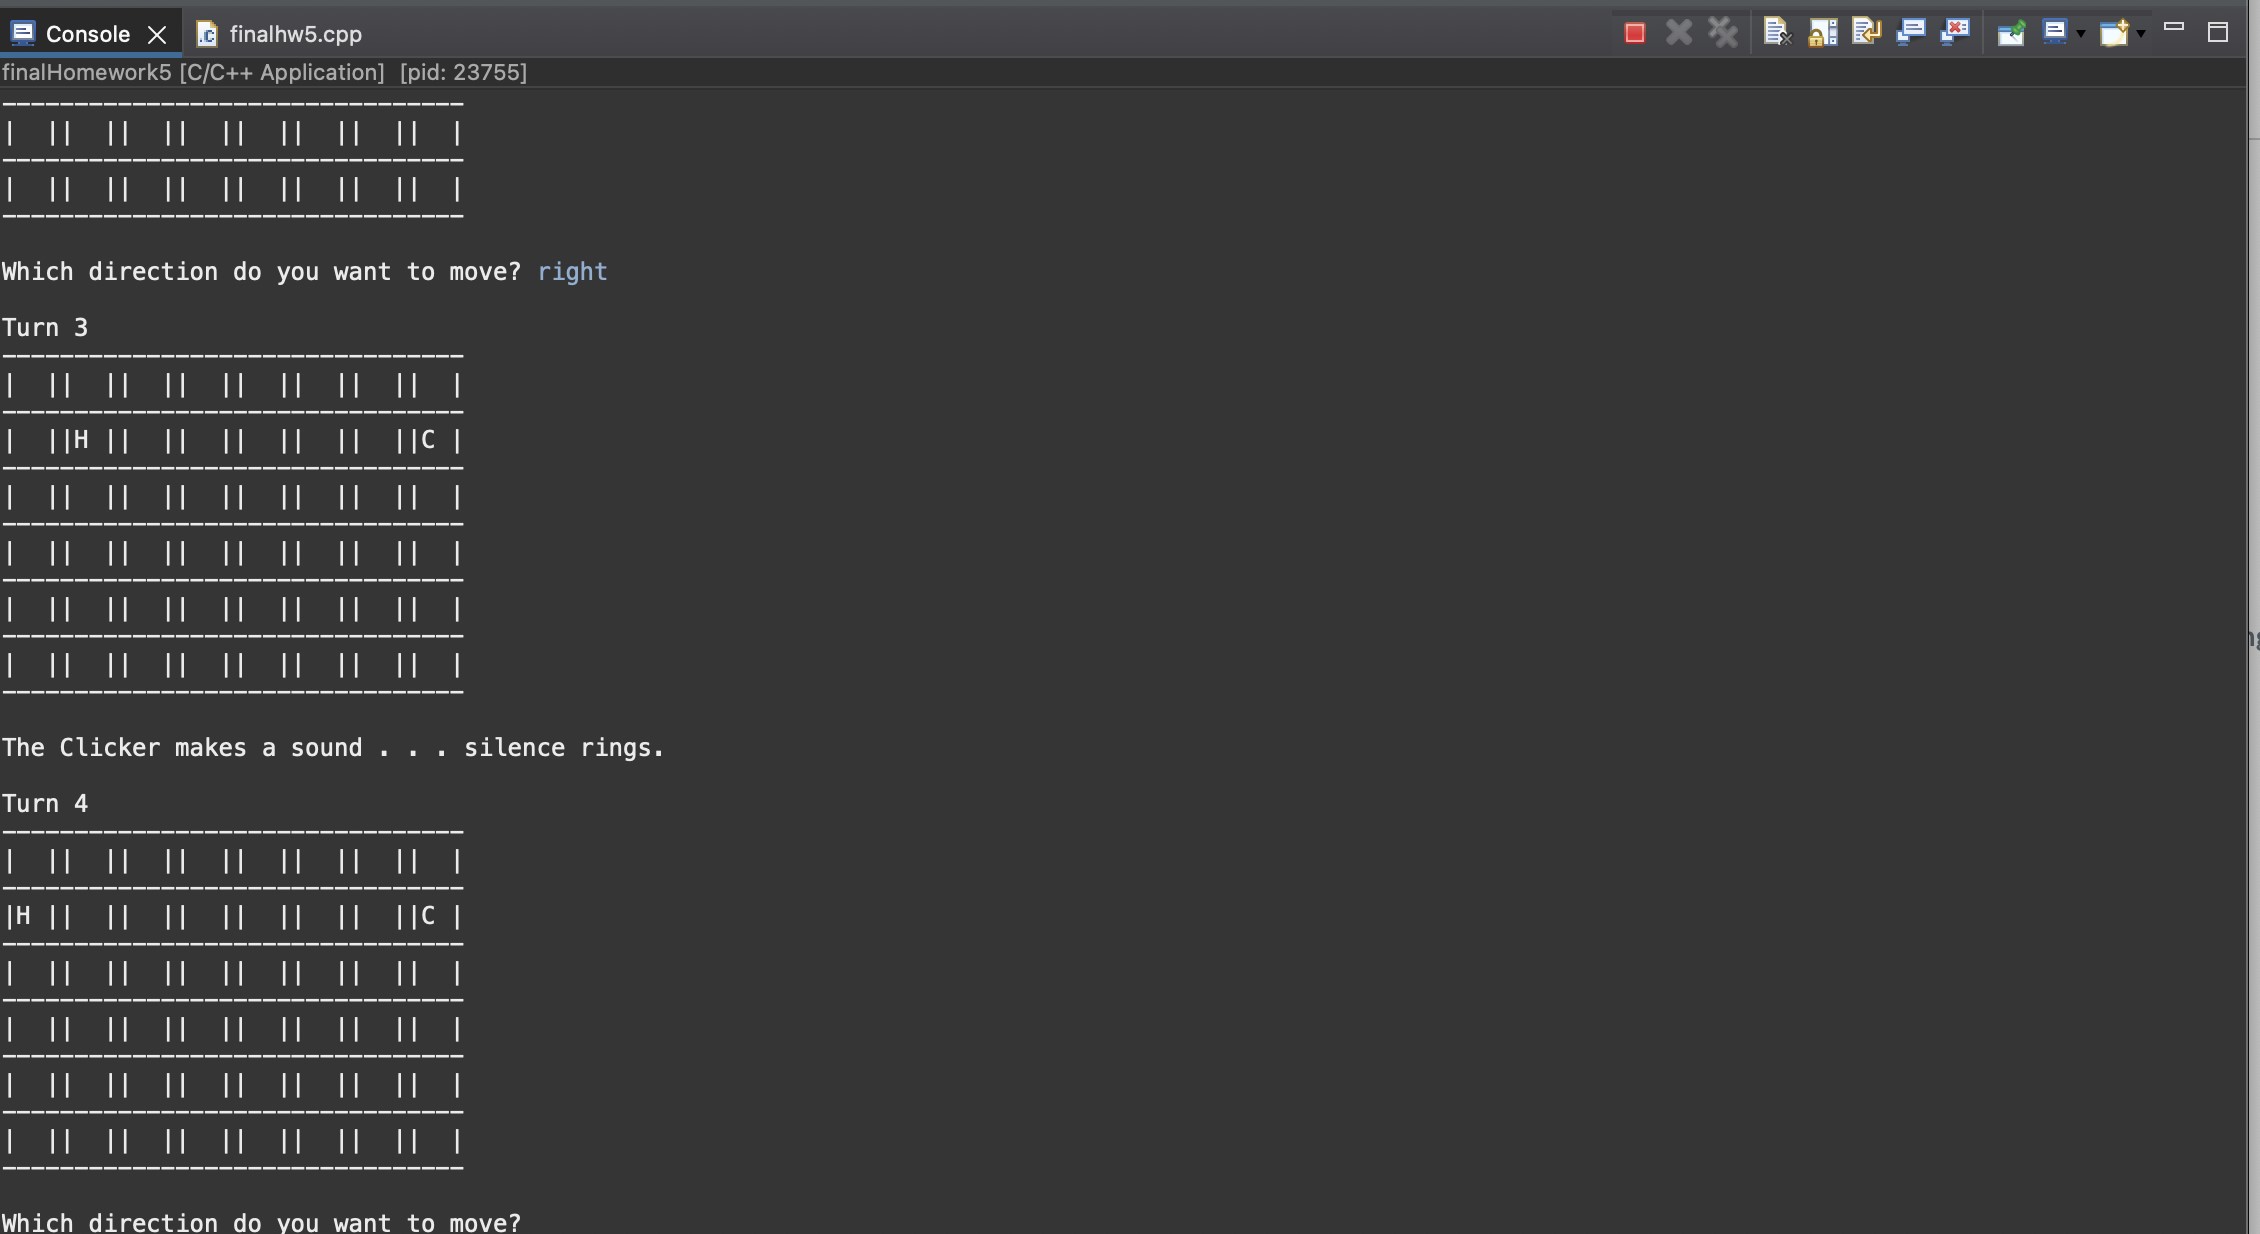 Console finalhw5.cpp
finalHomework5 [C/C++ Application] [pid: 23755]
--------------------------------
|  ||  ||  ||  ||  ||  ||  ||  |
--------------------------------
|  ||  ||  ||  ||  ||  ||  ||  |
--------------------------------
Which direction do you want to move? right
Turn 3
--------------------------------
|  ||  ||  ||  ||  ||  ||  ||  |
--------------------------------
|  ||H ||  ||  ||  ||  ||  ||C |
--------------------------------
|  ||  ||  ||  ||  ||  ||  ||  |
--------------------------------
|  ||  ||  ||  ||  ||  ||  ||  |
--------------------------------
|  ||  ||  ||  ||  ||  ||  ||  |
--------------------------------
|  ||  ||  ||  ||  ||  ||  ||  |
--------------------------------
The Clicker makes a sound . . . silence rings.
Turn 4
--------------------------------
|  ||  ||  ||  ||  ||  ||  ||  |
--------------------------------
|H ||  ||  ||  ||  ||  ||  ||C |
--------------------------------
|  ||  ||  ||  ||  ||  ||  ||  |
--------------------------------
|  ||  ||  ||  ||  ||  ||  ||  |
--------------------------------
|  ||  ||  ||  ||  ||  ||  ||  |
--------------------------------
|  ||  ||  ||  ||  ||  ||  ||  |
--------------------------------
Which direction do you want to move?